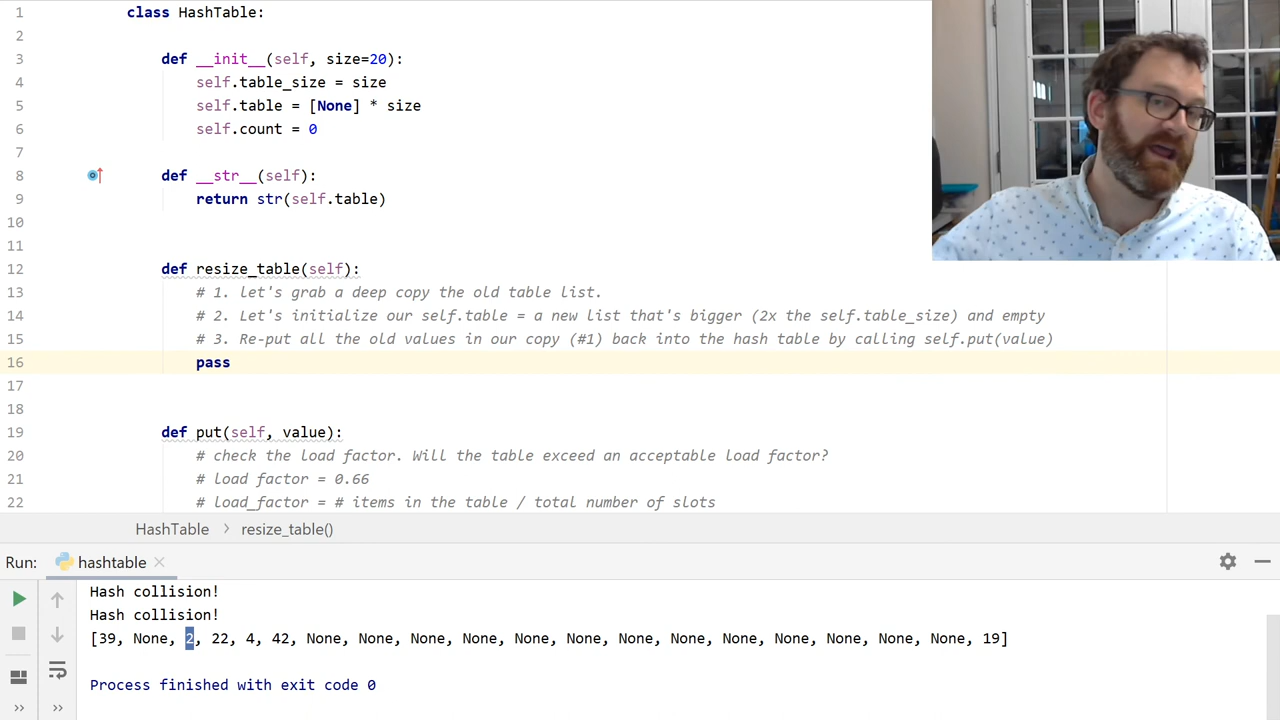 1 class HashTable:
2
3 def __init__(self, size=20):
4 self.table_size = size
5 self.table = [None] * size
6 self.count = 0
7
8 def __str__(self):
9 return str(self.table)
10
11
12 def resize_table(self):
13 # 1. let's grab a deep copy the old table list.
14 # 2. Let's initialize our self.table = a new list that's bigger (2x the self.table_size) and empty
15 # 3. Re-put all the old values in our copy (#1) back into the hash table by calling self.put(value)
16 pass
17
18
19 def put(self, value):
20 # check the load factor. Will the table exceed an acceptable load factor?
21 # load factor = 0.66
22 # load_factor = # items in the table / total number of slots
HashTable > resize_table()
Run: hashtable
Hash collision!
Hash collision!
[39, None, 2, 22, 4, 42, None, None, None, None, None, None, None, None, None, None, None, None, None, 19]
Process finished with exit code 0